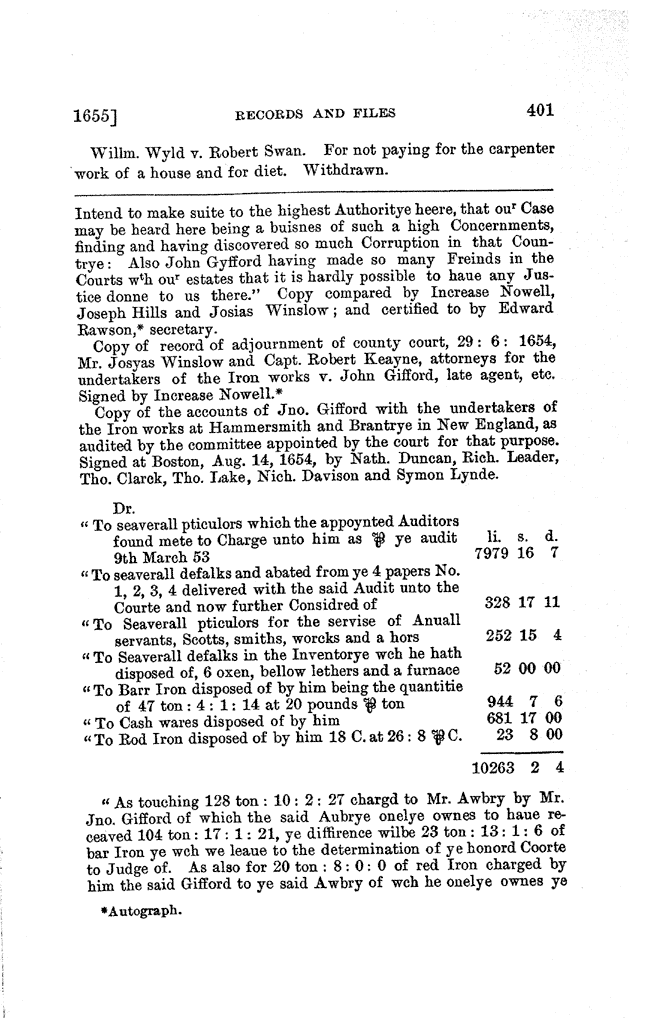 1655] RECORDS AND FILES 401
Willm. Wyld v. Robert Swan. For not paying for the carpenter
work of a house and for diet. Withdrawn.
Intend to make suite to the highest Authoritye heere, that ouʳ Case
may be heard here being a buisnes of such a high Concernments,
finding and having discovered so much Corruption in that Coun-
trye: Also John Gyfford having made so many Freinds in the
Courts wᵗh ouʳ estates that it is hardly possible to haue any Jus-
tice donne to us there." Copy compared by Increase Nowell,
Joseph Hills and Josias Winslow; and certified to by Edward
Rawson,* secretary.
Copy of record of adjournment of county court, 29: 6: 1654,
Mr. Josyas Winslow and Capt. Robert Keayne, attorneys for the
undertakers of the Iron works v. John Gifford, late agent, etc.
Signed by Increase Nowell.*
Copy of the accounts of Jno. Gifford with the undertakers of
the Iron works at Hammersmith and Brantrye in New England, as
audited by the committee appointed by the court for that purpose.
Signed at Boston, Aug. 14, 1654, by Nath. Duncan, Rich. Leader,
Tho. Clarck, Tho. Lake, Nich. Davison and Symon Lynde.
Dr.
"To seaverall pticulors which the appoynted Auditors
found mete to Charge unto him as ⅌ ye audit li. s. d.
9th March 53 7979 16 7
"To seaverall defalks and abated from ye 4 papers No.
1, 2, 3, 4 delivered with the said Audit unto the
Courte and now further Considred of 328 17 11
"To Seaverall pticulors for the servise of Anuall
servants, Scotts, smiths, worcks and a hors 252 15 4
"To Seaverall defalks in the Inventorye wch he hath
disposed of, 6 oxen, bellow lethers and a furnace 52 00 00
"To Barr Iron disposed of by him being the quantitie
of 47 ton: 4: 1: 14 at 20 pounds ⅌ ton 944 7 6
"To Cash wares disposed of by him 681 17 00
"To Rod Iron disposed of by him 18 C. at 26: 8 ⅌ C. 23 8 00
10263 2 4
"As touching 128 ton: 10: 2: 27 chargd to Mr. Awbry by Mr.
Jno. Gifford of which the said Aubrye onelye ownes to haue re-
ceaved 104 ton: 17: 1: 21, ye diffirence wilbe 23 ton: 13: 1: 6 of
bar Iron ye wch we leaue to the determination of ye honord Coorte
to Judge of. As also for 20 ton: 8: 0: 0 of red Iron charged by
him the said Gifford to ye said Awbry of wch he onelye ownes ye
*Autograph.